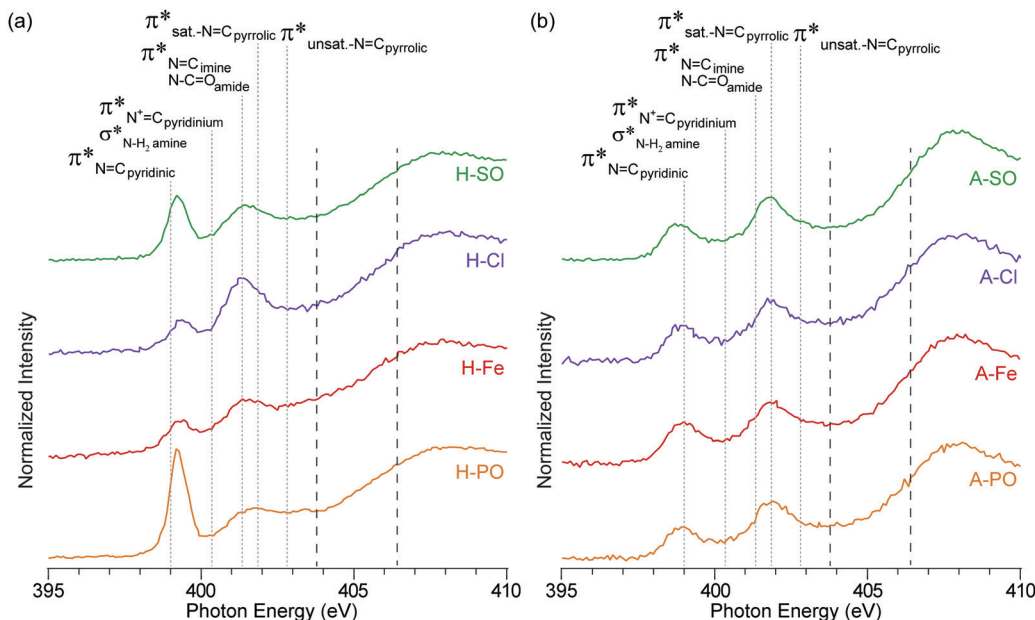 (a)
π* sat.-N=Cpyrrolic π* unsat.-N=Cpyrrolic
π* N=Cimine
N-C=Oamide
π* N+=Cpyridinium
σ* N-H2 amine
π* N=Cpyridinic
H-SO
H-Cl
H-Fe
H-PO
Normalized Intensity
395 400 405 410
Photon Energy (eV)
(b)
π* sat.-N=Cpyrrolic π* unsat.-N=Cpyrrolic
π* N=Cimine
N-C=Oamide
π* N+=Cpyridinium
σ* N-H2 amine
π* N=Cpyridinic
A-SO
A-Cl
A-Fe
A-PO
Normalized Intensity
395 400 405 410
Photon Energy (eV)